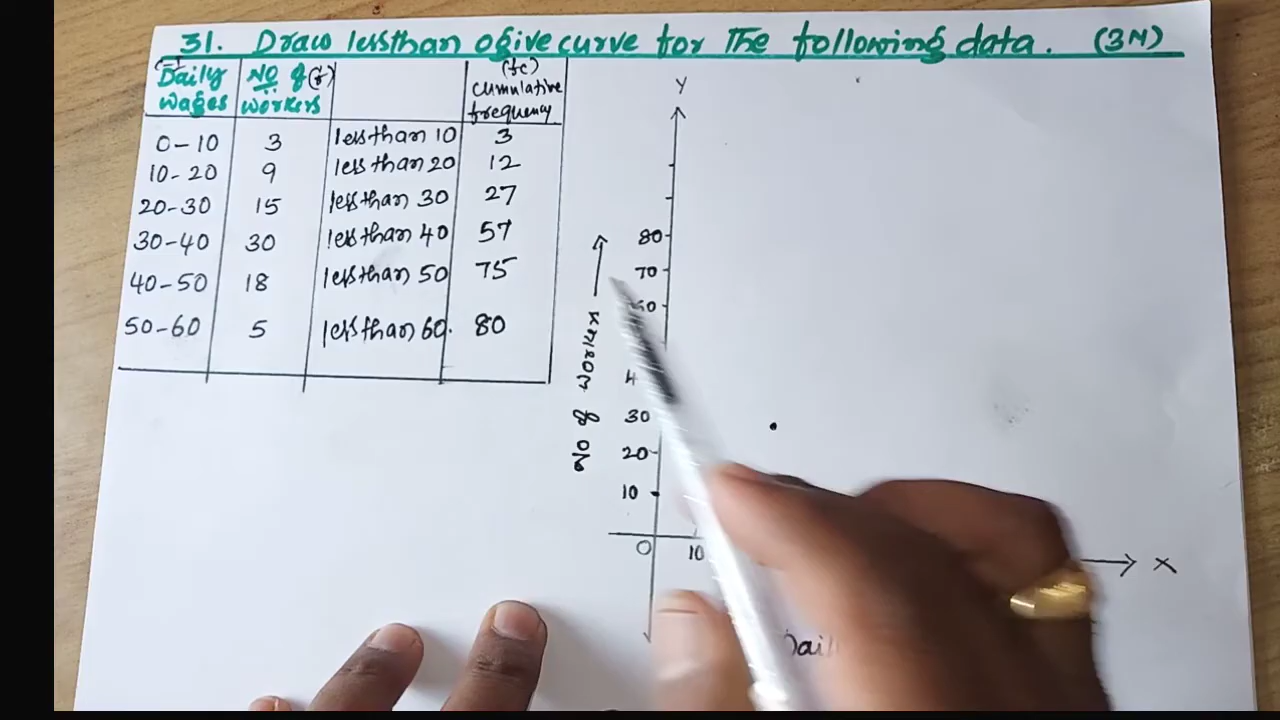 31. Draw lessthan ogive curve for The following data. (3M)
Daily wages No of (f) workers (fc) cumulative frequency
0-10 3 less than 10 3
10-20 9 less than 20 12
20-30 15 less than 30 27
30-40 30 less than 40 57
40-50 18 less than 50 75
50-60 5 less than 60. 80
Y
80
70
30
20
10
O 10
X
No of workers